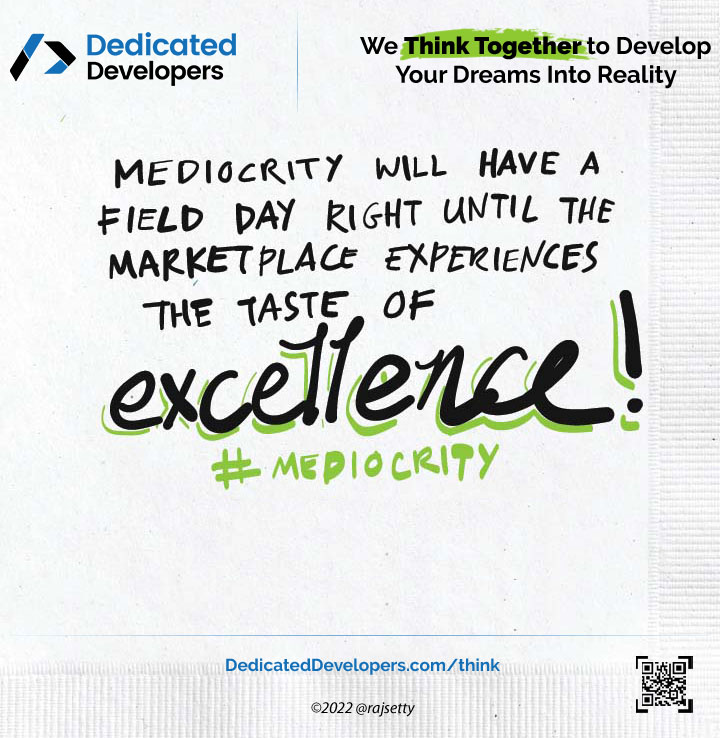 Dedicated
Developers
We Think Together to Develop
Your Dreams Into Reality
MEDIOCRITY WILL HAVE A
FIELD DAY RIGHT UNTIL THE
MARKETPLACE EXPERIENCES
THE TASTE OF
excellence!
# MEDIOCRITY
DedicatedDevelopers.com/think
©2022 @rajsetty